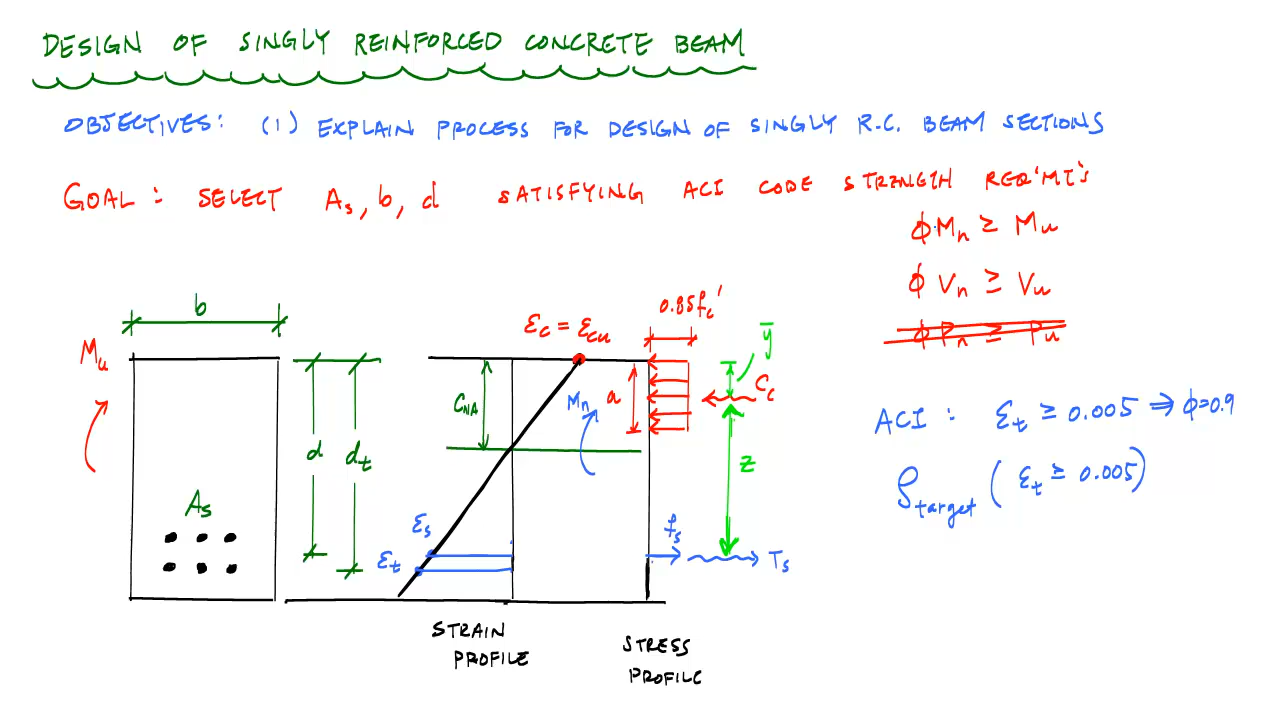 DESIGN OF SINGLY REINFORCED CONCRETE BEAM
OBJECTIVES: (1) EXPLAIN PROCESS FOR DESIGN OF SINGLY R.C. BEAM SECTIONS
GOAL: SELECT As, b, d SATISFYING ACI CODE STRENGTH REQ'MT'S
ϕMn ≥ Mu
ϕ Vn ≥ Vu
ϕ Pn ≥ Pu
b
Mu
As
d
dt
εc = εcu
CNA
Mn
εs
εt
STRAIN
PROFILE
0.85fc'
a
ȳ
Cc
z
fs
Ts
STRESS
PROFILE
ACI: εt ≥ 0.005 ⇒ ϕ=0.9
ρtarget (εt ≥ 0.005)